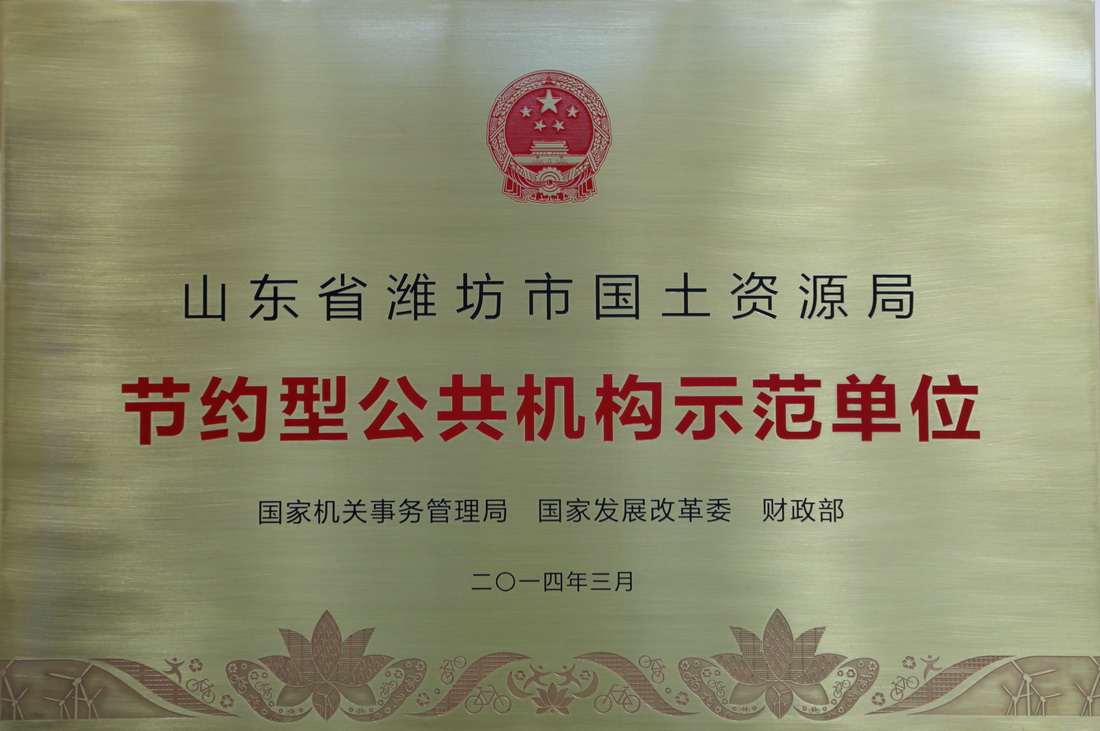 山东省潍坊市国土资源局
节约型公共机构示范单位
国家机关事务管理局 国家发展改革委 财政部
二〇一四年三月